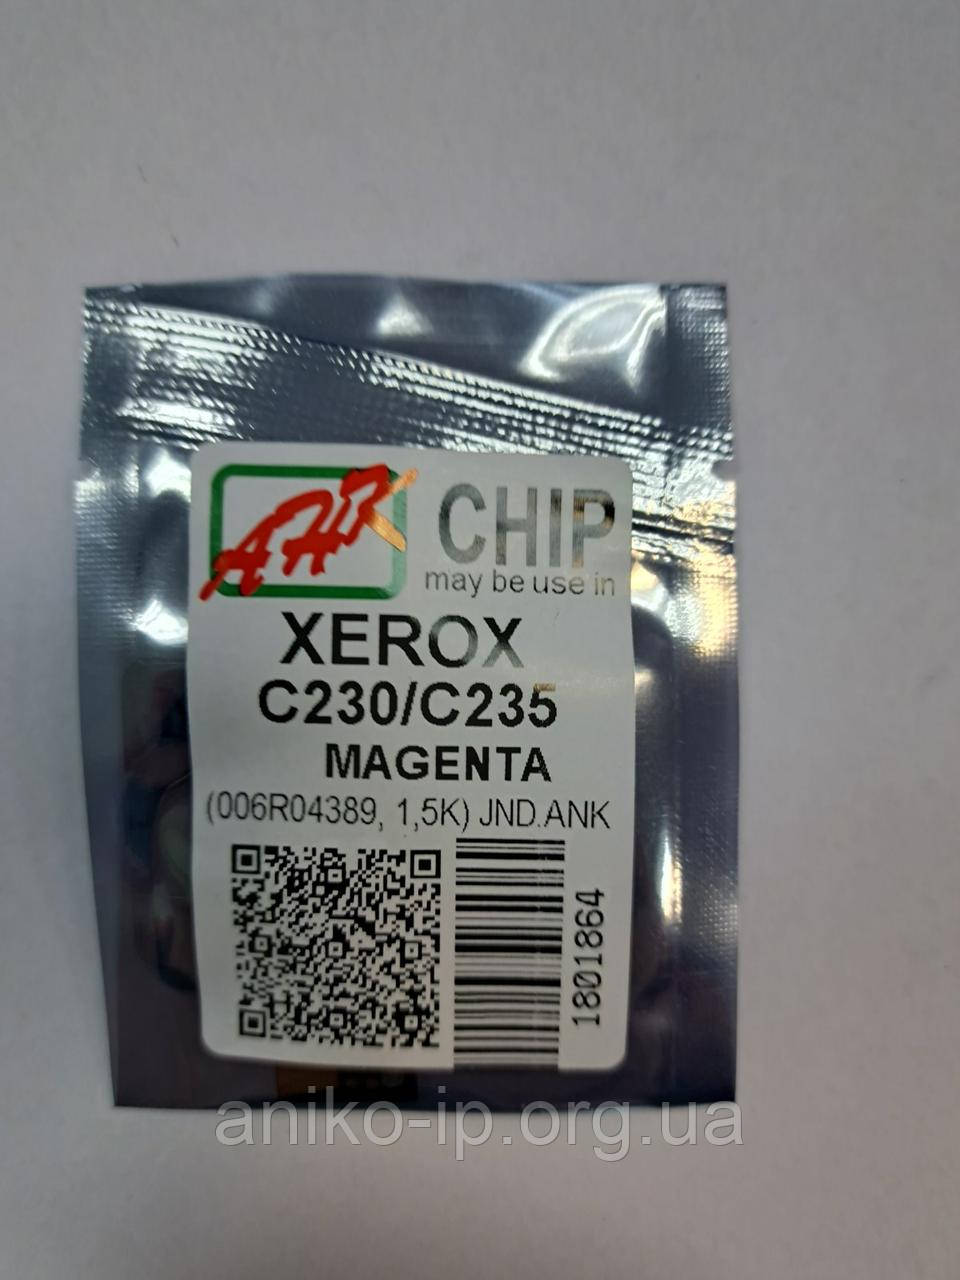 АНК
CHIP
may be use in
XEROX
C230/C235
MAGENTA
(006R04389, 1,5K) JND.ANK
1801864
aniko-ip.org.ua